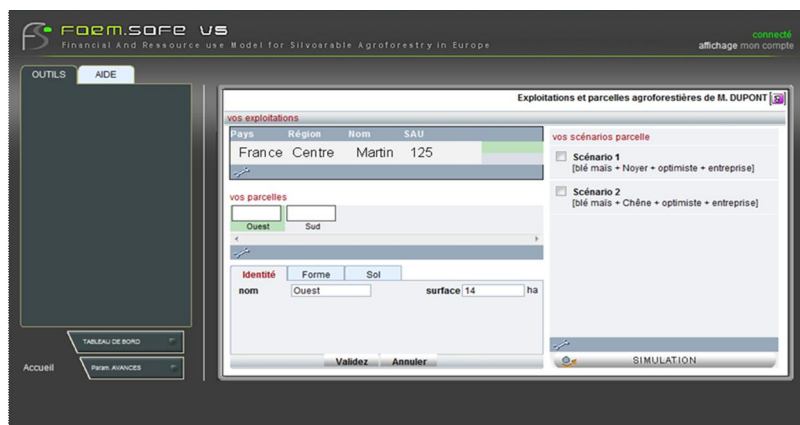 FARM.SAFE V5
Financial And Ressource use Model for Silvoarable Agroforestry in Europe
connecté
affichage mon compte
OUTILS AIDE
Exploitations et parcelles agroforestières de M. DUPONT
vos exploitations
Pays Région Nom SAU
France Centre Martin 125
vos parcelles
Ouest Sud
Identité Forme Sol
nom Ouest surface 14 ha
Validez Annuler
vos scénarios parcelle
Scénario 1
[blé maïs + Noyer + optimiste + entreprise]
Scénario 2
[blé maïs + Chêne + optimiste + entreprise]
SIMULATION
TABLEAU DE BORD
Accueil Param. AVANCES